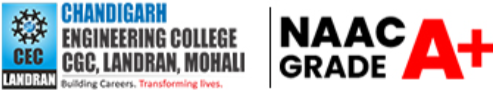 CEC
LANDRAN
CHANDIGARH
ENGINEERING COLLEGE
CGC, LANDRAN, MOHALI
Building Careers. Transforming lives.
NAAC
GRADE
A+